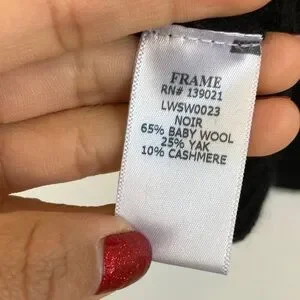 FRAME
RN# 139021
LWSW0023
NOIR
65% BABY WOOL
25% YAK
10% CASHMERE